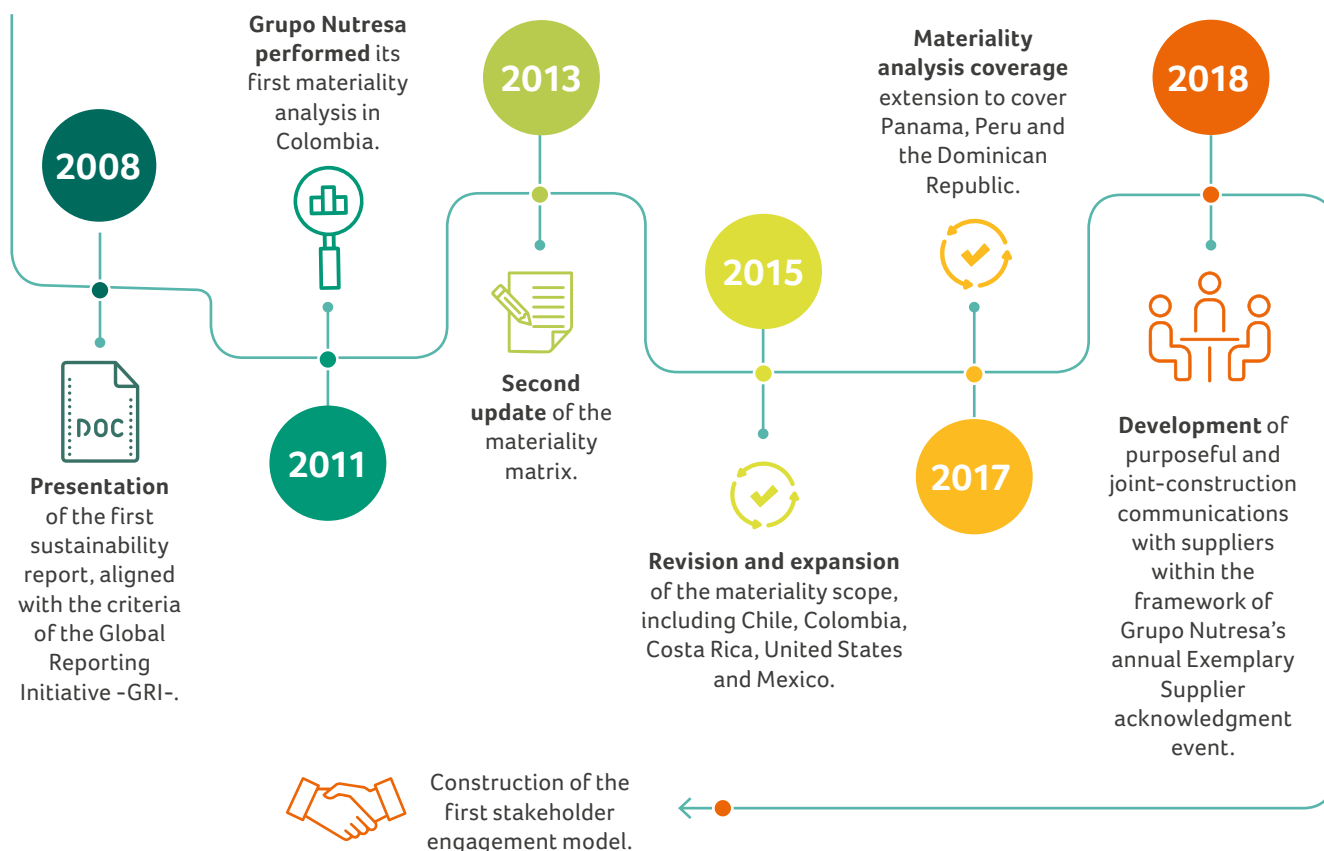 2008
DOC
Presentation
of the first
sustainability
report, aligned
with the criteria
of the Global
Reporting
Initiative -GRI-.
Grupo Nutresa
performed its
first materiality
analysis in
Colombia.
2011
2013
Second
update of the
materiality
matrix.
2015
Revision and expansion
of the materiality scope,
including Chile, Colombia,
Costa Rica, United States
and Mexico.
Materiality
analysis coverage
extension to cover
Panama, Peru and
the Dominican
Republic.
2017
2018
Development of
purposeful and
joint-construction
communications
with suppliers
within the
framework of
Grupo Nutresa’s
annual Exemplary
Supplier
acknowledgment
event.
Construction of the
first stakeholder
engagement model.